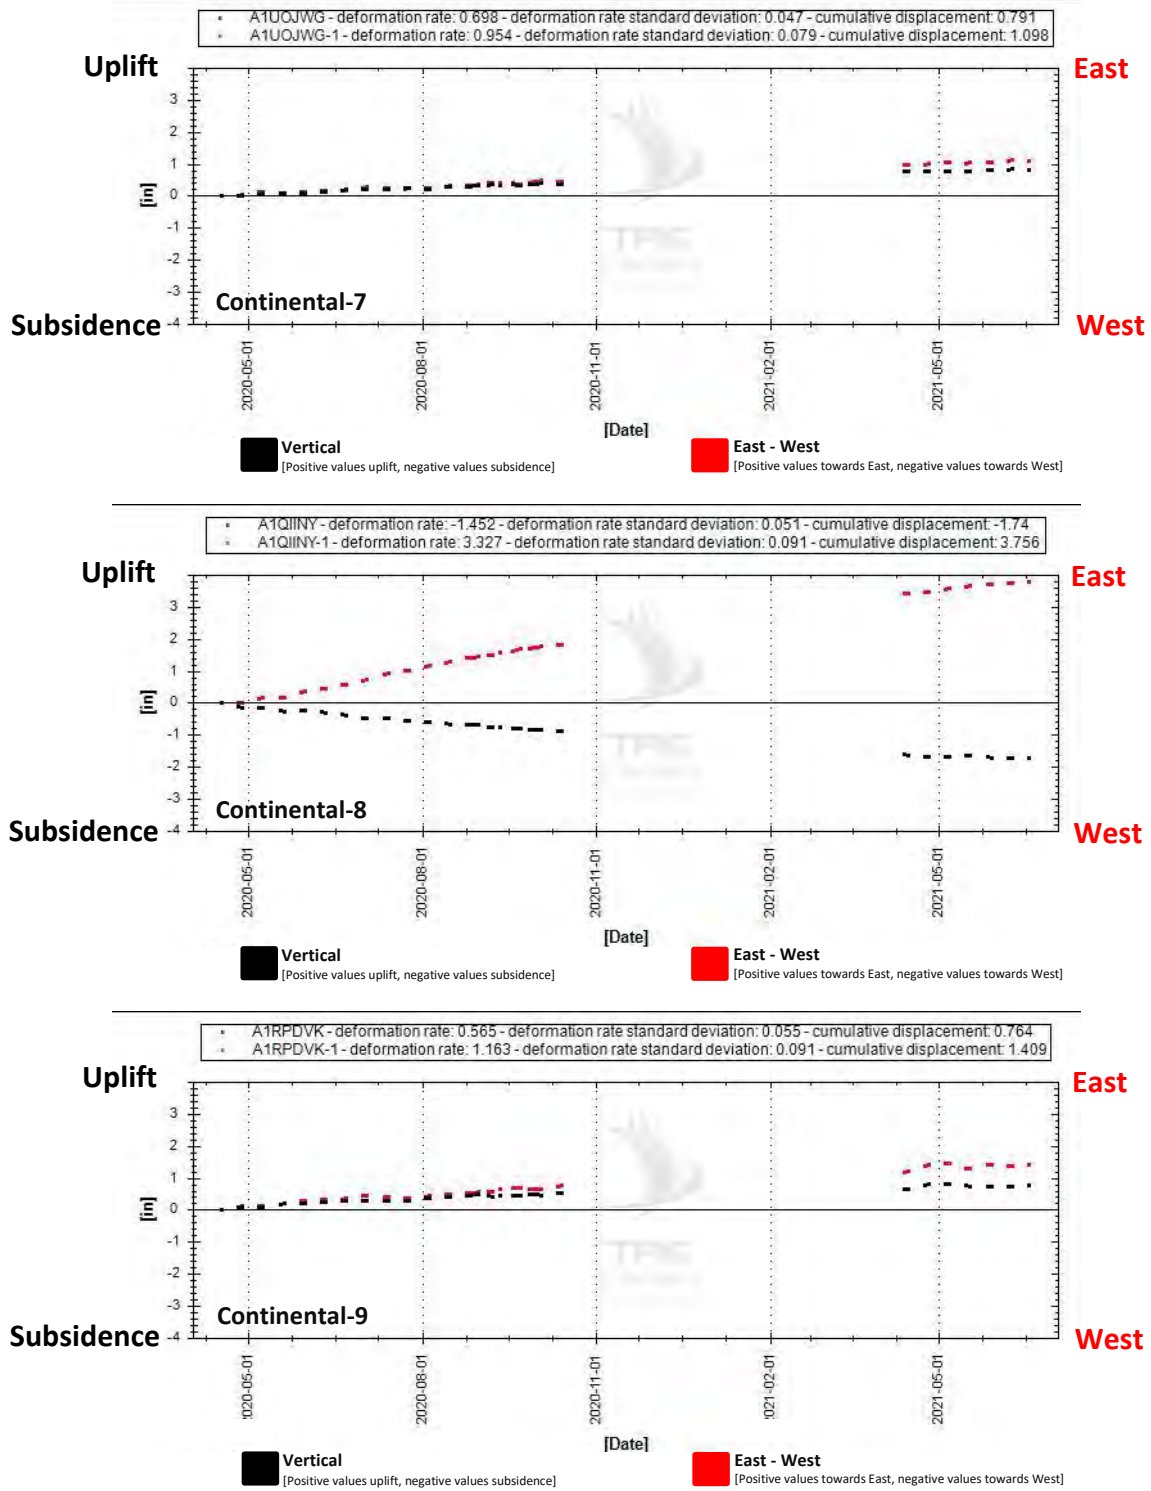 A1UOJWG - deformation rate: 0.698 - deformation rate standard deviation: 0.047 - cumulative displacement: 0.791
A1UOJWG-1 - deformation rate: 0.954 - deformation rate standard deviation: 0.079 - cumulative displacement: 1.098
Uplift
East
3
2
1
0
-1
-2
-3
-4
[in]
TRE
Continental-7
Subsidence
West
2020-05-01
2020-08-01
2020-11-01
2021-02-01
2021-05-01
[Date]
Vertical
[Positive values uplift, negative values subsidence]
East - West
[Positive values towards East, negative values towards West]
A1QIINY - deformation rate: -1.452 - deformation rate standard deviation: 0.051 - cumulative displacement: -1.74
A1QIINY-1 - deformation rate: 3.327 - deformation rate standard deviation: 0.091 - cumulative displacement: 3.756
Uplift
East
3
2
1
0
-1
-2
-3
-4
[in]
TRE
Continental-8
Subsidence
West
2020-05-01
2020-08-01
2020-11-01
2021-02-01
2021-05-01
[Date]
Vertical
[Positive values uplift, negative values subsidence]
East - West
[Positive values towards East, negative values towards West]
A1RPDVK - deformation rate: 0.565 - deformation rate standard deviation: 0.055 - cumulative displacement: 0.764
A1RPDVK-1 - deformation rate: 1.163 - deformation rate standard deviation: 0.091 - cumulative displacement: 1.409
Uplift
East
3
2
1
0
-1
-2
-3
-4
[in]
TRE
Continental-9
Subsidence
West
2020-05-01
2020-08-01
2020-11-01
2021-02-01
2021-05-01
[Date]
Vertical
[Positive values uplift, negative values subsidence]
East - West
[Positive values towards East, negative values towards West]